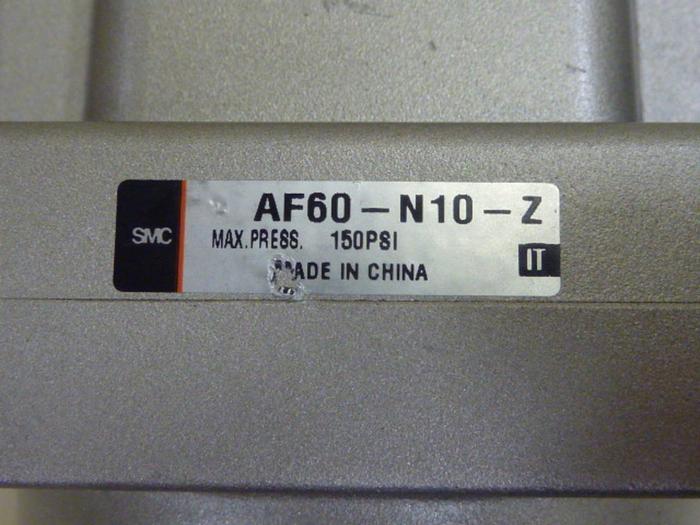 SMC
AF60-N10-Z
MAX.PRESS. 150PSI
MADE IN CHINA
IT